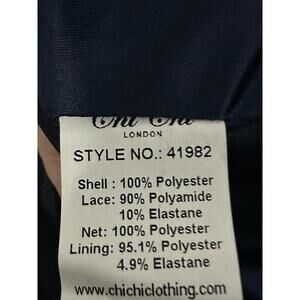 Chi Chi
LONDON
STYLE NO.: 41982
Shell : 100% Polyester
Lace: 90% Polyamide
10% Elastane
Net: 100% Polyester
Lining: 95.1% Polyester
4.9% Elastane
www.chichiclothing.com